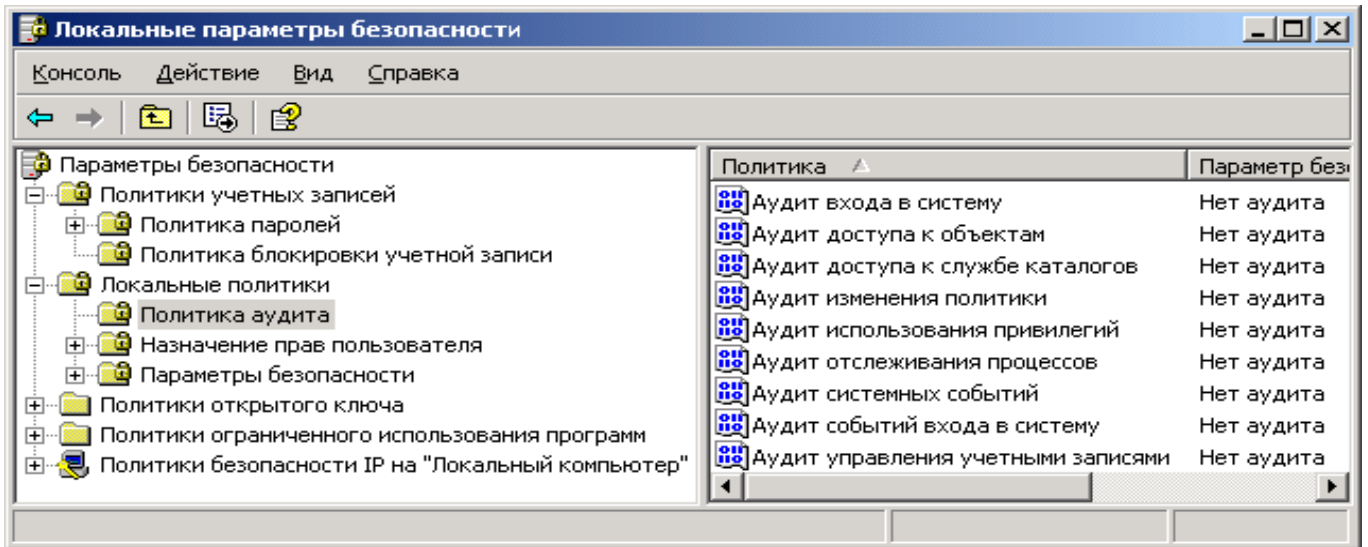 Локальные параметры безопасности
Консоль Действие Вид Справка
Параметры безопасности
Политики учетных записей
Политика паролей
Политика блокировки учетной записи
Локальные политики
Политика аудита
Назначение прав пользователя
Параметры безопасности
Политики открытого ключа
Политики ограниченного использования программ
Политики безопасности IP на "Локальный компьютер"
Политика Параметр без
Аудит входа в систему Нет аудита
Аудит доступа к объектам Нет аудита
Аудит доступа к службе каталогов Нет аудита
Аудит изменения политики Нет аудита
Аудит использования привилегий Нет аудита
Аудит отслеживания процессов Нет аудита
Аудит системных событий Нет аудита
Аудит событий входа в систему Нет аудита
Аудит управления учетными записями Нет аудита